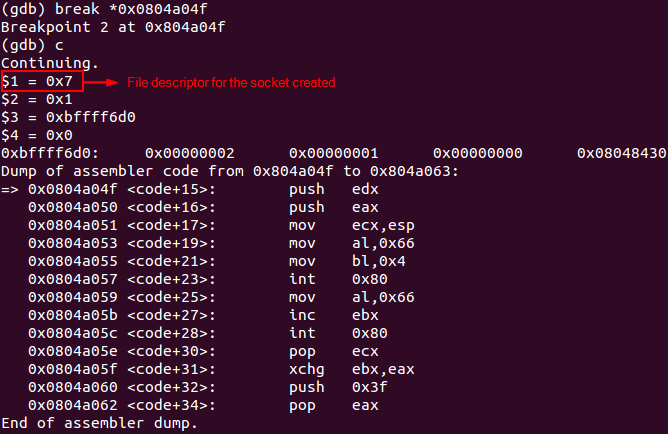 (gdb) break *0x0804a04f
Breakpoint 2 at 0x804a04f
(gdb) c
Continuing.
$1 = 0x7 File descriptor for the socket created
$2 = 0x1
$3 = 0xbffff6d0
$4 = 0x0
0xbffff6d0: 0x00000002 0x00000001 0x00000000 0x08048430
Dump of assembler code from 0x804a04f to 0x804a063:
=> 0x0804a04f <code+15>: push edx
0x0804a050 <code+16>: push eax
0x0804a051 <code+17>: mov ecx,esp
0x0804a053 <code+19>: mov al,0x66
0x0804a055 <code+21>: mov bl,0x4
0x0804a057 <code+23>: int 0x80
0x0804a059 <code+25>: mov al,0x66
0x0804a05b <code+27>: inc ebx
0x0804a05c <code+28>: int 0x80
0x0804a05e <code+30>: pop ecx
0x0804a05f <code+31>: xchg ebx,eax
0x0804a060 <code+32>: push 0x3f
0x0804a062 <code+34>: pop eax
End of assembler dump.